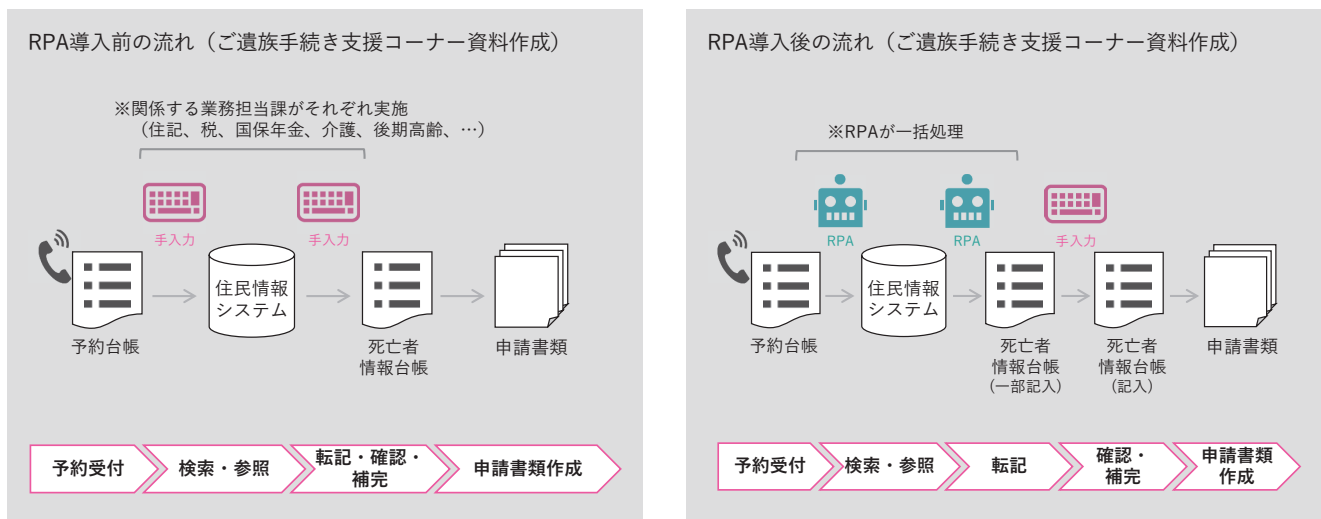 RPA導入前の流れ（ご遺族手続き支援コーナー資料作成）
※関係する業務担当課がそれぞれ実施
（住記、税、国保年金、介護、後期高齢、…）
手入力
手入力
住民情報
システム
予約台帳
死亡者
情報台帳
申請書類
予約受付
検索・参照
転記・確認・
補完
申請書類作成
RPA導入後の流れ（ご遺族手続き支援コーナー資料作成）
※RPAが一括処理
RPA
RPA
手入力
住民情報
システム
予約台帳
死亡者
情報台帳
(一部記入)
死亡者
情報台帳
(記入)
申請書類
予約受付
検索・参照
転記
確認・
補完
申請書類
作成